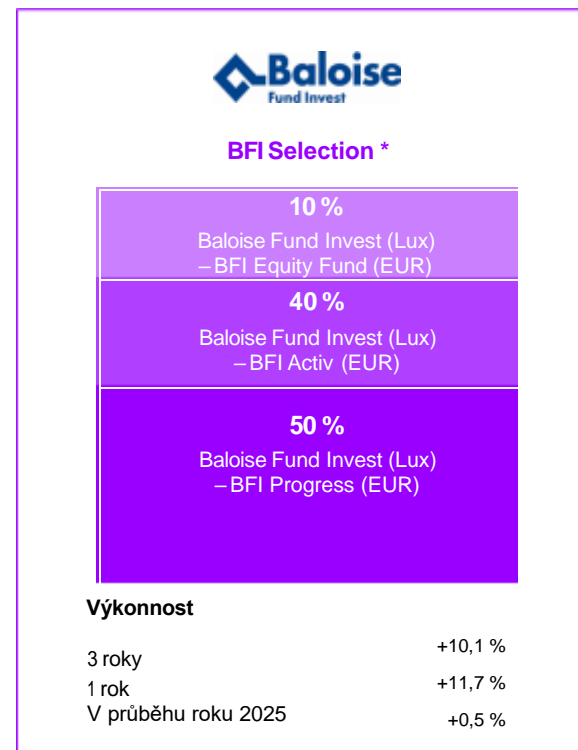 Baloise
Fund Invest
BFI Selection *
10 %
Baloise Fund Invest (Lux)
– BFI Equity Fund (EUR)
40 %
Baloise Fund Invest (Lux)
– BFI Activ (EUR)
50 %
Baloise Fund Invest (Lux)
– BFI Progress (EUR)
Výkonnost
3 roky +10,1 %
1 rok +11,7 %
V průběhu roku 2025 +0,5 %